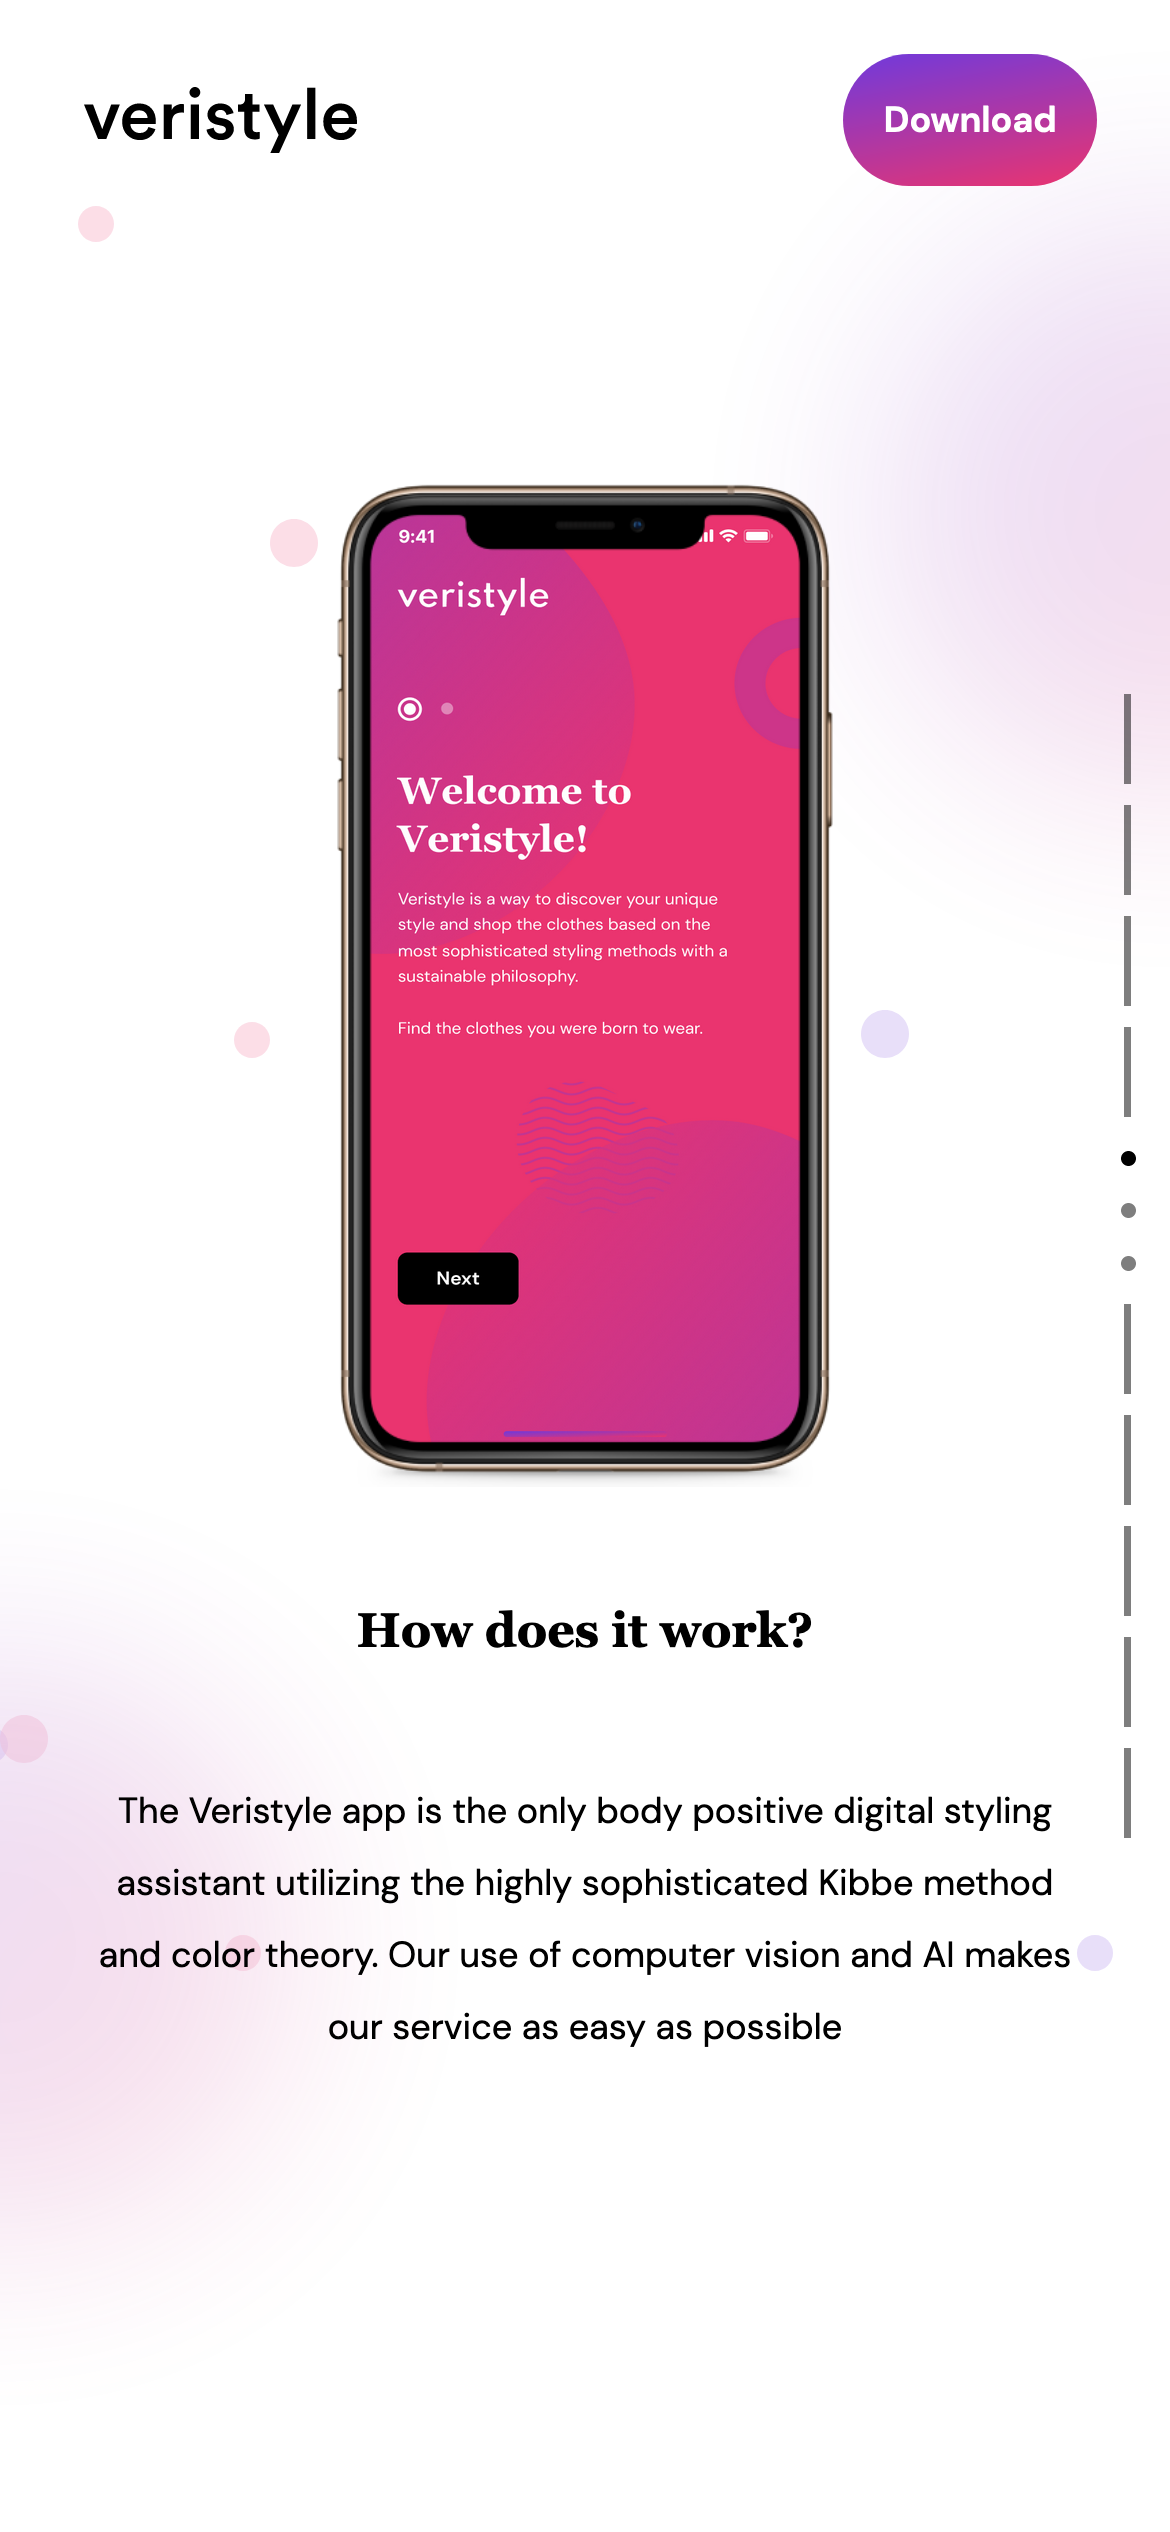 veristyle
Download
9:41
veristyle
Welcome to
Veristyle!
Veristyle is a way to discover your unique
style and shop the clothes based on the
most sophisticated styling methods with a
sustainable philosophy.
Find the clothes you were born to wear.
Next
How does it work?
The Veristyle app is the only body positive digital styling
assistant utilizing the highly sophisticated Kibbe method
and color theory. Our use of computer vision and AI makes
our service as easy as possible